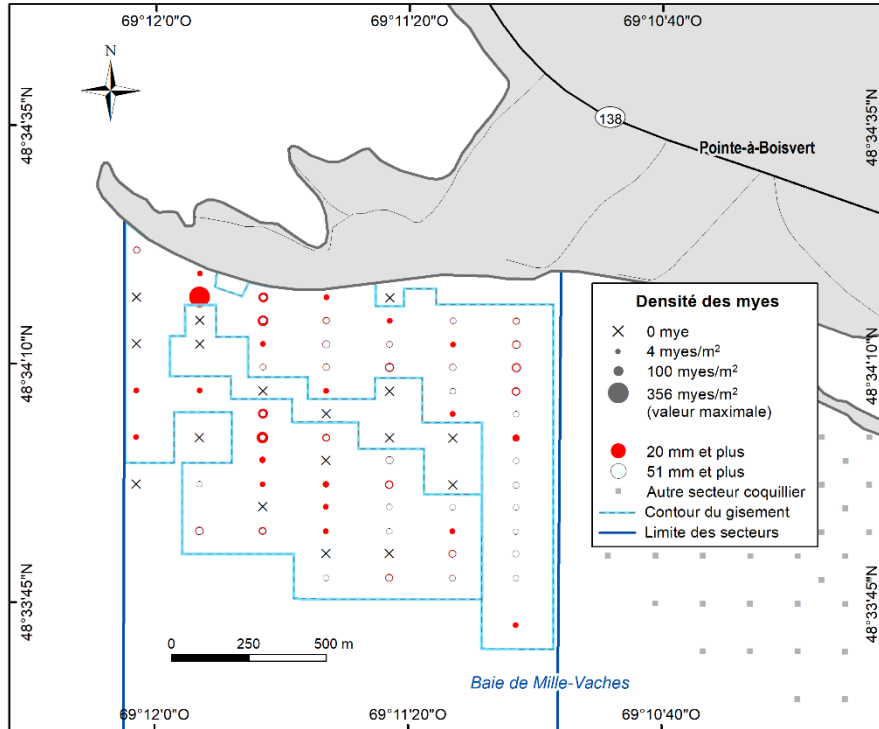 69°12'0"O
69°11'20"O
69°10'40"O
N
48°34'35"N
48°34'35"N
138
Pointe-à-Boisvert
Densité des myes
0 mye
4 myes/m²
100 myes/m²
356 myes/m²
(valeur maximale)
20 mm et plus
51 mm et plus
Autre secteur coquillier
Contour du gisement
Limite des secteurs
48°34'10"N
48°34'10"N
48°33'45"N
48°33'45"N
0 250 500 m
Baie de Mille-Vaches
69°12'0"O
69°11'20"O
69°10'40"O